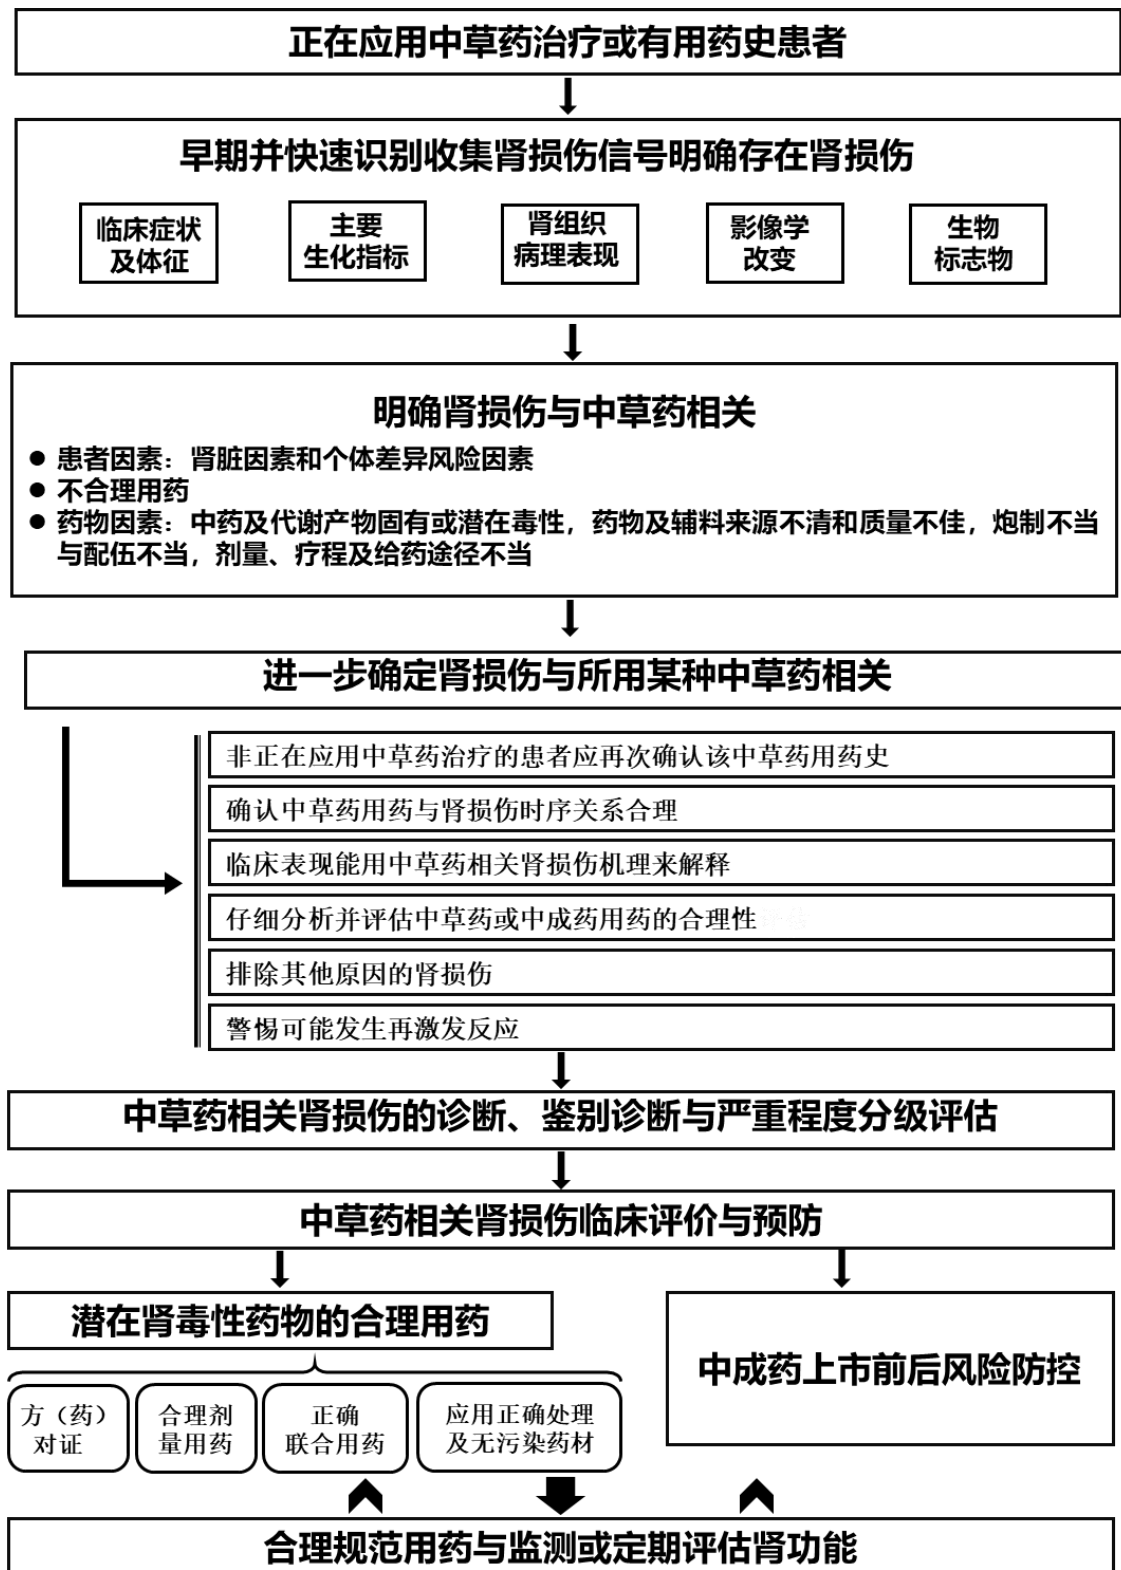 正在应用中草药治疗或有用药史患者
早期并快速识别收集肾损伤信号明确存在肾损伤
临床症状
及体征
主要
生化指标
肾组织
病理表现
影像学
改变
生物
标志物
明确肾损伤与中草药相关
● 患者因素：肾脏因素和个体差异风险因素
● 不合理用药
● 药物因素：中药及代谢产物固有或潜在毒性，药物及辅料来源不清和质量不佳，炮制不当
与配伍不当，剂量、疗程及给药途径不当
进一步确定肾损伤与所用某种中草药相关
非正在应用中草药治疗的患者应再次确认该中草药用药史
确认中草药用药与肾损伤时序关系合理
临床表现能用中草药相关肾损伤机理来解释
仔细分析并评估中草药或中成药用药的合理性
排除其他原因的肾损伤
警惕可能发生再激发反应
中草药相关肾损伤的诊断、鉴别诊断与严重程度分级评估
中草药相关肾损伤临床评价与预防
潜在肾毒性药物的合理用药
方（药）
对证
合理剂
量用药
正确
联合用药
应用正确处理
及无污染药材
中成药上市前后风险防控
合理规范用药与监测或定期评估肾功能